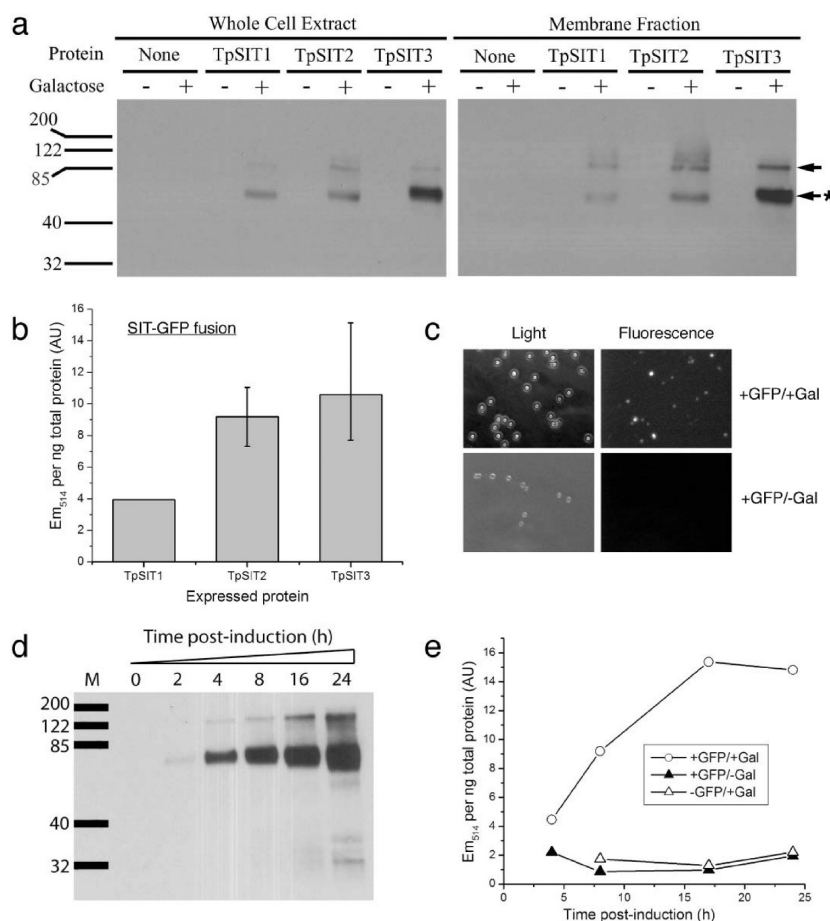 a
Whole Cell Extract
Membrane Fraction
Protein None TpSIT1 TpSIT2 TpSIT3 None TpSIT1 TpSIT2 TpSIT3
Galactose - + - + - + - + - + - + - + - +
200
122
85
40
32
*
b
SIT-GFP fusion
Em514 per ng total protein (AU)
16
14
12
10
8
6
4
2
0
TpSIT1 TpSIT2 TpSIT3
Expressed protein
c
Light Fluorescence
+GFP/+Gal
+GFP/-Gal
d
Time post-induction (h)
M 0 2 4 8 16 24
200
122
85
40
32
e
Em514 per ng total protein (AU)
16
14
12
10
8
6
4
2
0
+GFP/+Gal
+GFP/-Gal
-GFP/+Gal
0 5 10 15 20 25
Time post-induction (h)